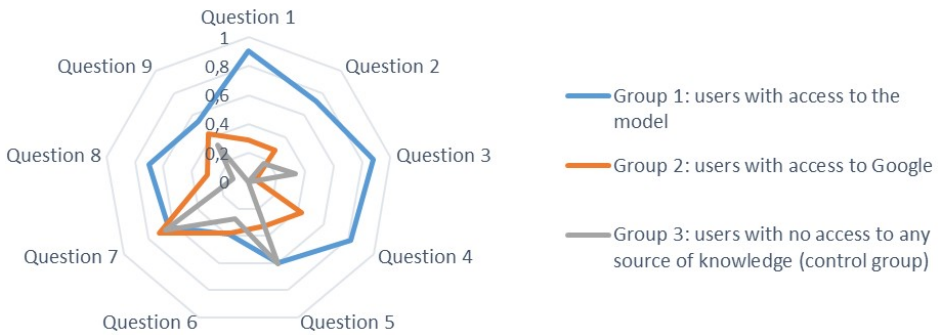 Question 1
1
Question 9
0,8
Question 2
0,6
0,4
Question 8
0,2
Question 3
0
Question 7
Question 4
Question 6
Question 5
Group 1: users with access to the
model
Group 2: users with access to Google
Group 3: users with no access to any
source of knowledge (control group)